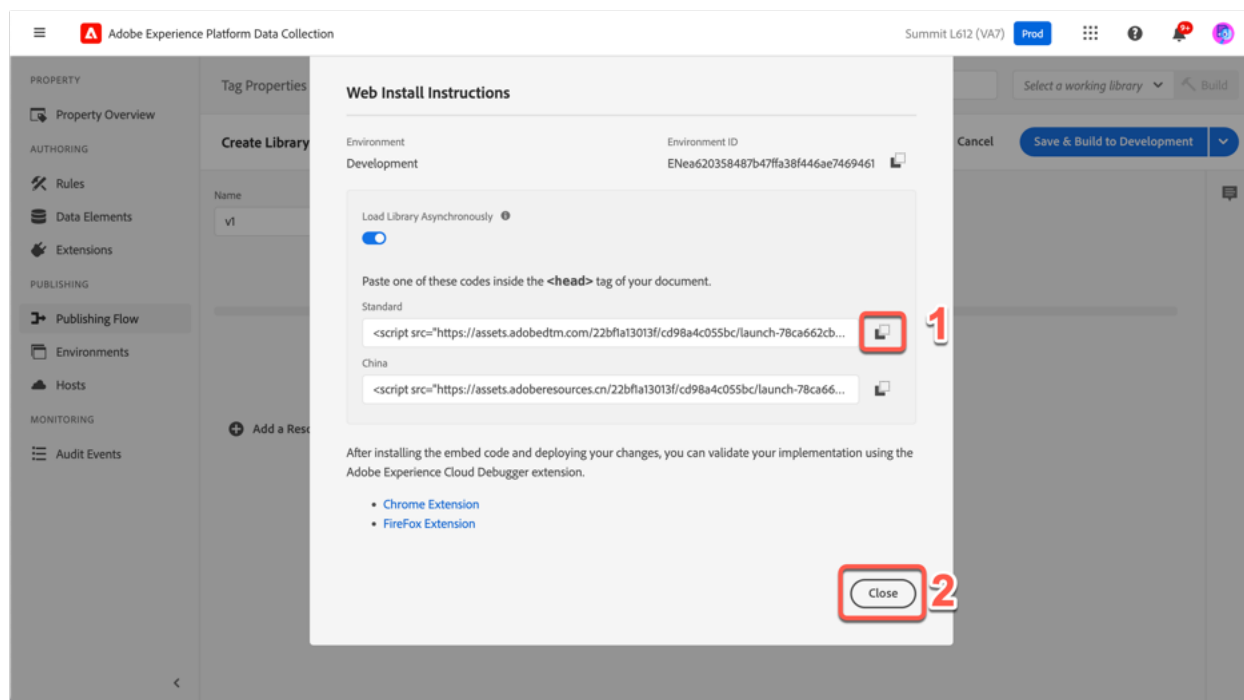 Adobe Experience Platform Data Collection
Summit L612 (VA7)
Prod
9+
PROPERTY
Property Overview
AUTHORING
Rules
Data Elements
Extensions
PUBLISHING
Publishing Flow
Environments
Hosts
MONITORING
Audit Events
Tag Properties
Select a working library
Build
Create Library
Cancel
Save & Build to Development
Name
v1
Add a Reso
Web Install Instructions
Environment
Environment ID
Development
ENea620358487b47ffa38f446ae7469461
Load Library Asynchronously
Paste one of these codes inside the <head> tag of your document.
Standard
<script src="https://assets.adobedtm.com/22bf1a13013f/cd98a4c055bc/launch-78ca662cb...
1
China
<script src="https://assets.adoberesources.cn/22bf1a13013f/cd98a4c055bc/launch-78ca66...
After installing the embed code and deploying your changes, you can validate your implementation using the
Adobe Experience Cloud Debugger extension.
• Chrome Extension
• FireFox Extension
Close
2